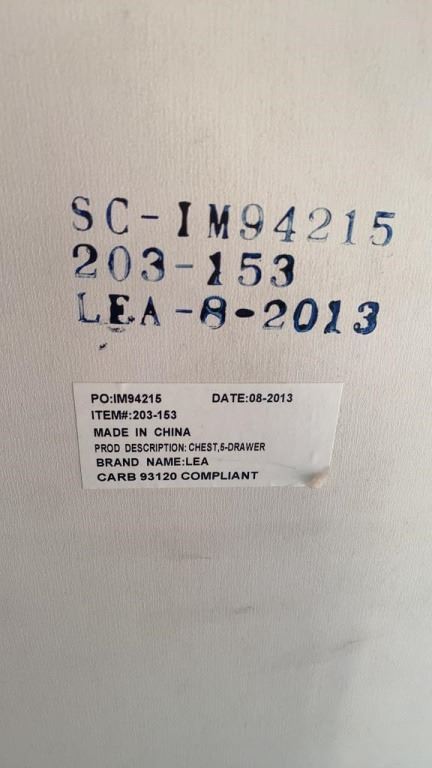 SC-IM94215
203-153
LEA-8-2013
PO:IM94215 DATE:08-2013
ITEM#:203-153
MADE IN CHINA
PROD DESCRIPTION: CHEST,5-DRAWER
BRAND NAME:LEA
CARB 93120 COMPLIANT